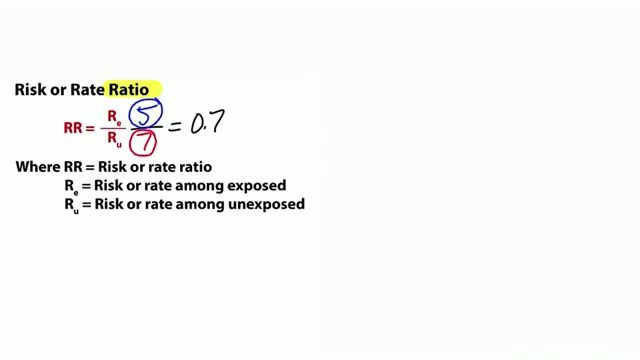 Risk or Rate Ratio
RR = Re/Ru 5/7 = 0.7
Where RR = Risk or rate ratio
Re = Risk or rate among exposed
Ru = Risk or rate among unexposed